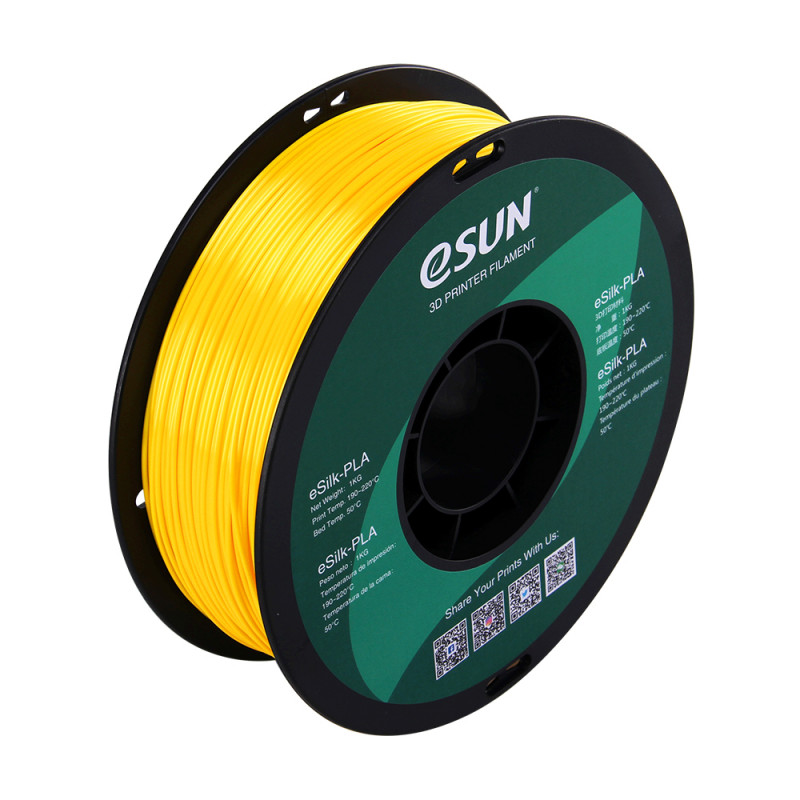 eSUN®
3D PRINTER FILAMENT
eSilk-PLA
3D打印材料
净 重：1KG
打印温度：190~220℃
底板温度：50℃
eSilk-PLA
Poids net : 1KG
Température d'impression :
190~220℃
Température du plateau :
50℃
eSilk-PLA
Net Weight: 1KG
Print Temp. 190~220℃
Bed Temp. 50℃
eSilk-PLA
Peso neto : 1KG
Temperatura de impresión:
190~220℃
Temperatura de la cama:
50℃
Share Your Prints With Us: